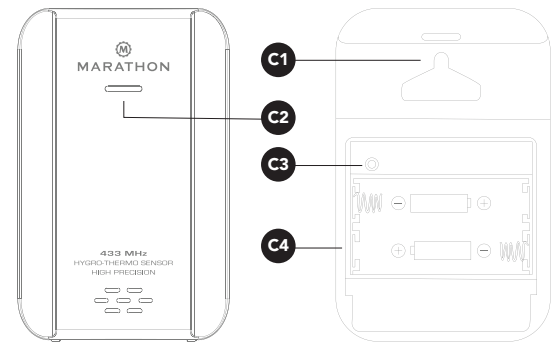 MARATHON
433 MHz
HYGRO-THERMO SENSOR
HIGH PRECISION
C1
C2
C3
C4
− +
+ −